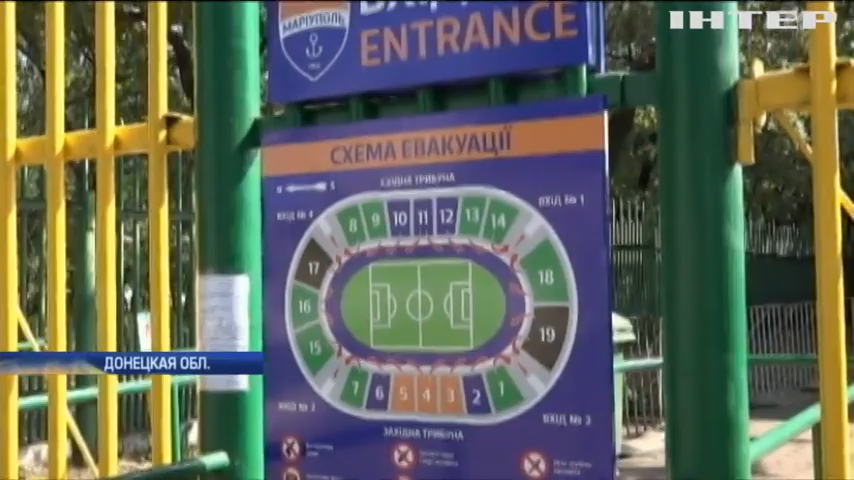 ІНТЕР
МАРІУПОЛЬ
ENTRANCE
СХЕМА ЕВАКУАЦІЇ
СХІДНА ТРИБУНА
N S
ВХІД № 4
ВХІД № 1
8 9 10 11 12 13 14
17 18
16
15 19
7 6 5 4 3 2 1
ВХІД № 2
ВХІД № 3
ЗАХІДНА ТРИБУНА
ДОНЕЦКАЯ ОБЛ.